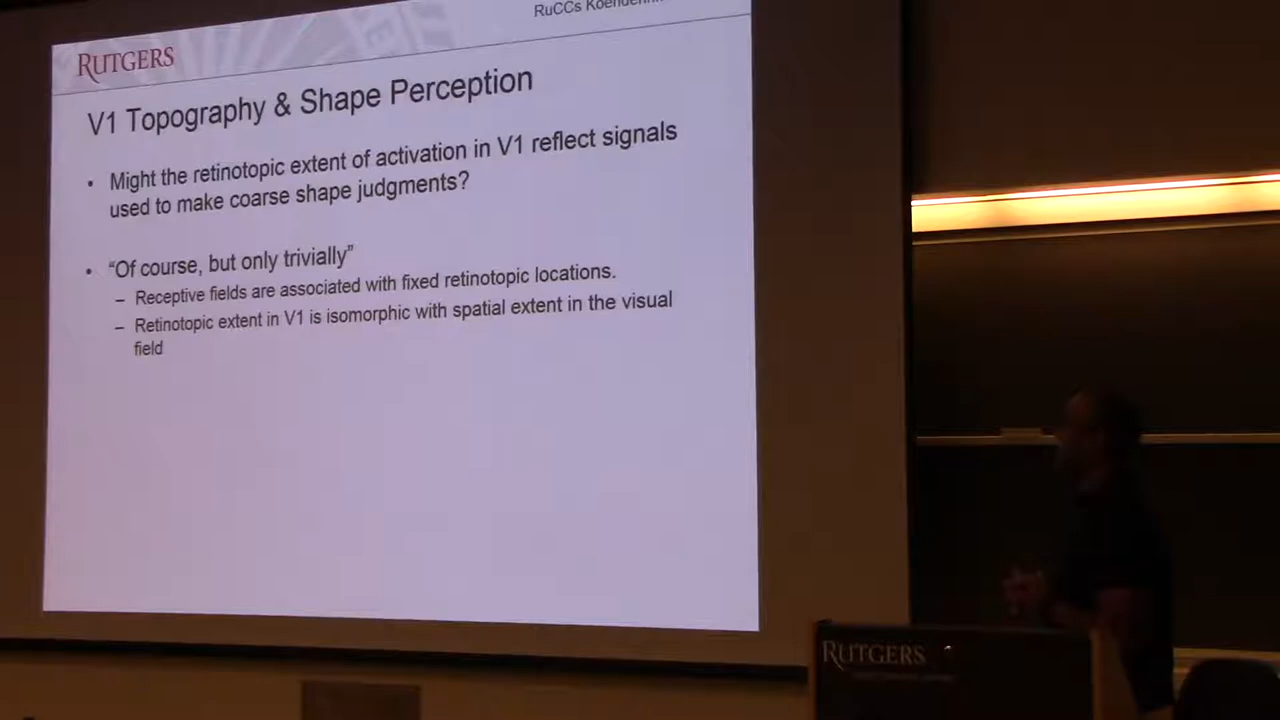 RuCCs
RUTGERS
V1 Topography & Shape Perception
• Might the retinotopic extent of activation in V1 reflect signals
used to make coarse shape judgments?
• “Of course, but only trivially”
– Receptive fields are associated with fixed retinotopic locations.
– Retinotopic extent in V1 is isomorphic with spatial extent in the visual
field
RUTGERS